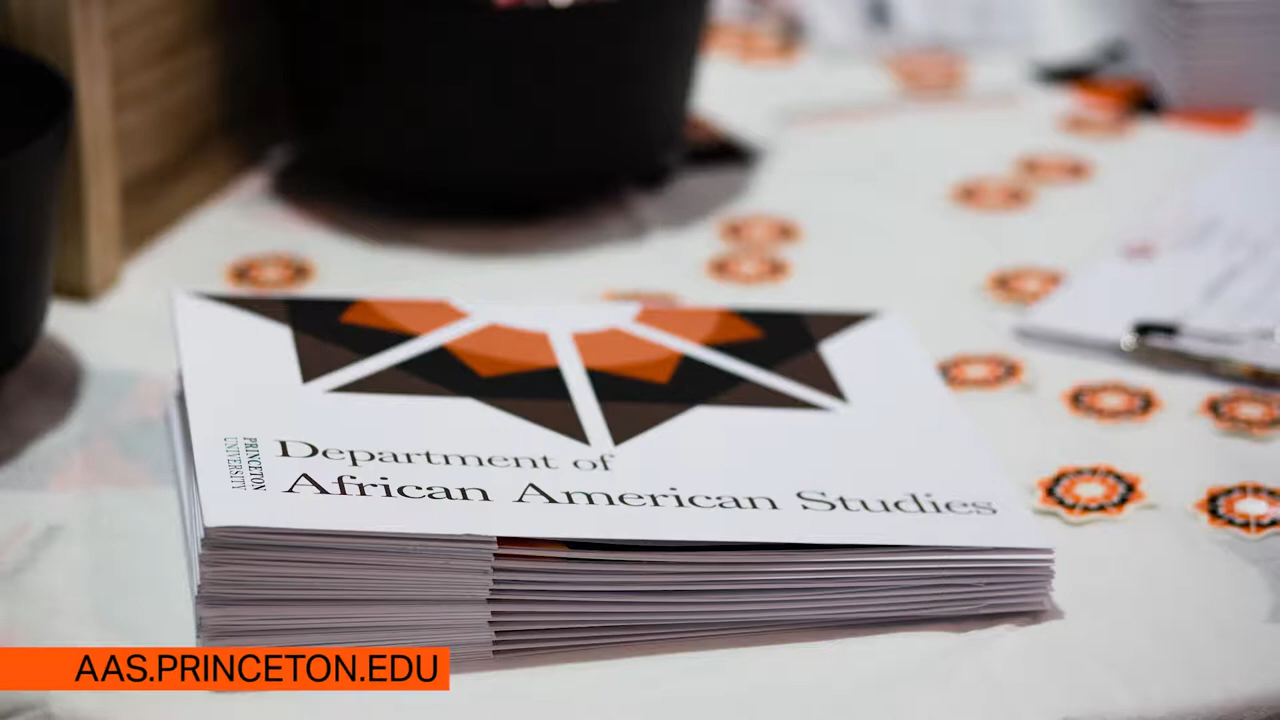 PRINCETON
UNIVERSITY
Department of
African American Studies
AAS.PRINCETON.EDU